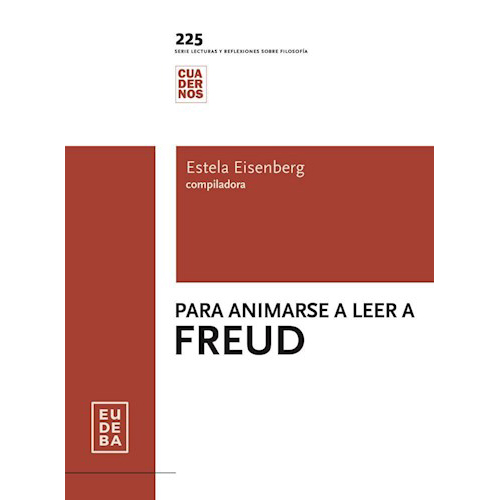 225
SERIE LECTURAS Y REFLEXIONES SOBRE FILOSOFÍA
CUA
DER
NOS
Estela Eisenberg
compiladora
PARA ANIMARSE A LEER A
FREUD
EU
DE
BA